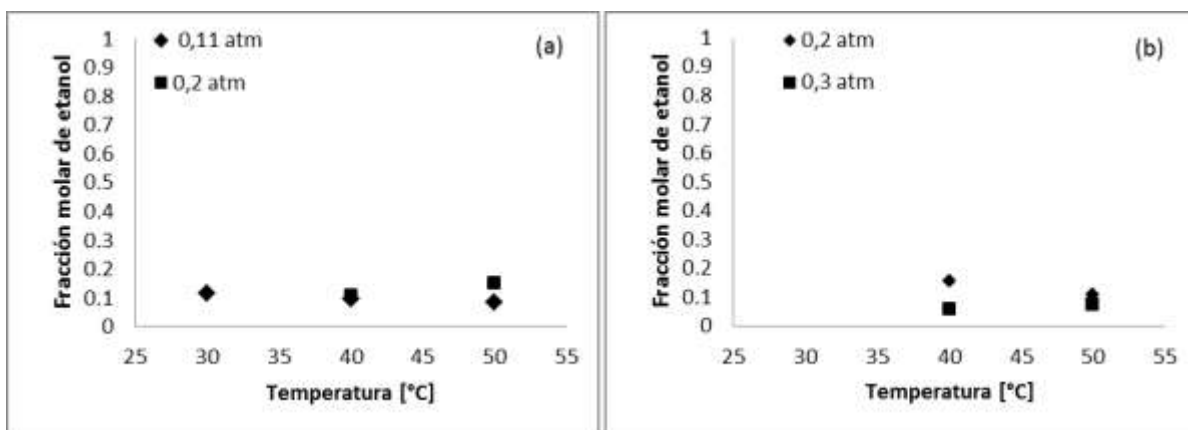 Fracción molar de etanol
1
0.9
0.8
0.7
0.6
0.5
0.4
0.3
0.2
0.1
0
◆ 0,11 atm
■ 0,2 atm
(a)
25 30 35 40 45 50 55
Temperatura [°C]
Fracción molar de etanol
1
0.9
0.8
0.7
0.6
0.5
0.4
0.3
0.2
0.1
0
◆ 0,2 atm
■ 0,3 atm
(b)
25 30 35 40 45 50 55
Temperatura [°C]